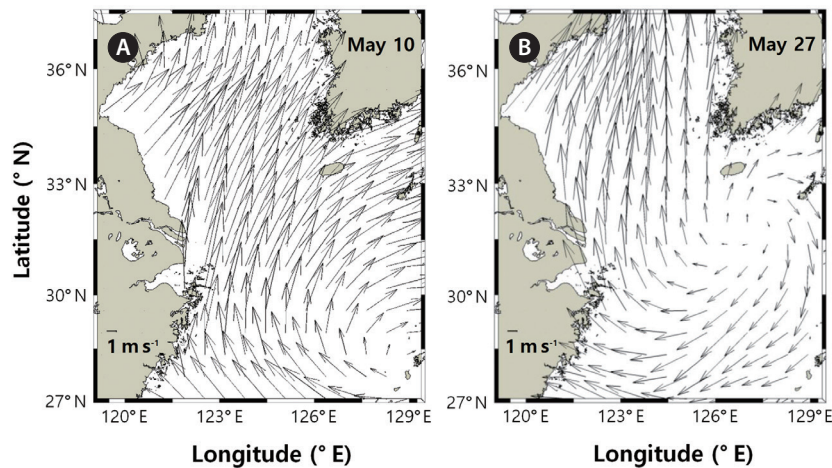 A
May 10
B
May 27
36°N
33°N
30°N
27°N
36°N
33°N
30°N
27°N
Latitude (° N)
1 m s-1
1 m s-1
120° E
123° E
126° E
129° E
120° E
123° E
126° E
129° E
Longitude (° E)
Longitude (° E)